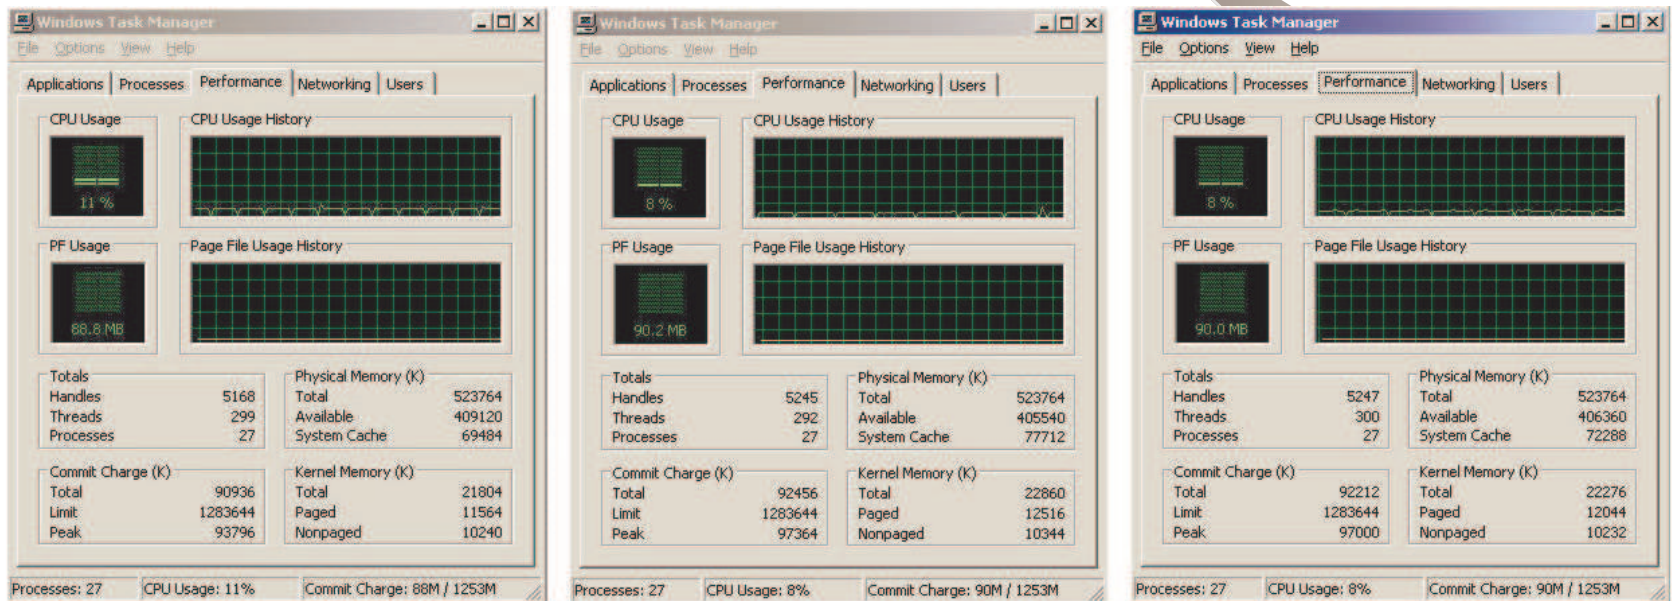 Windows Task Manager
File Options View Help
Applications Processes Performance Networking Users
CPU Usage CPU Usage History
11 %
PF Usage Page File Usage History
88.8 MB
Totals Physical Memory (K)
Handles 5168 Total 523764
Threads 299 Available 409120
Processes 27 System Cache 69484
Commit Charge (K) Kernel Memory (K)
Total 90936 Total 21804
Limit 1283644 Paged 11564
Peak 93796 Nonpaged 10240
Processes: 27 CPU Usage: 11% Commit Charge: 88M / 1253M
Windows Task Manager
File Options View Help
Applications Processes Performance Networking Users
CPU Usage CPU Usage History
8 %
PF Usage Page File Usage History
90.2 MB
Totals Physical Memory (K)
Handles 5245 Total 523764
Threads 292 Available 405540
Processes 27 System Cache 77712
Commit Charge (K) Kernel Memory (K)
Total 92456 Total 22860
Limit 1283644 Paged 12516
Peak 97364 Nonpaged 10344
Processes: 27 CPU Usage: 8% Commit Charge: 90M / 1253M
Windows Task Manager
File Options View Help
Applications Processes Performance Networking Users
CPU Usage CPU Usage History
8 %
PF Usage Page File Usage History
90.0 MB
Totals Physical Memory (K)
Handles 5247 Total 523764
Threads 300 Available 406360
Processes 27 System Cache 72288
Commit Charge (K) Kernel Memory (K)
Total 92212 Total 22276
Limit 1283644 Paged 12044
Peak 97000 Nonpaged 10232
Processes: 27 CPU Usage: 8% Commit Charge: 90M / 1253M